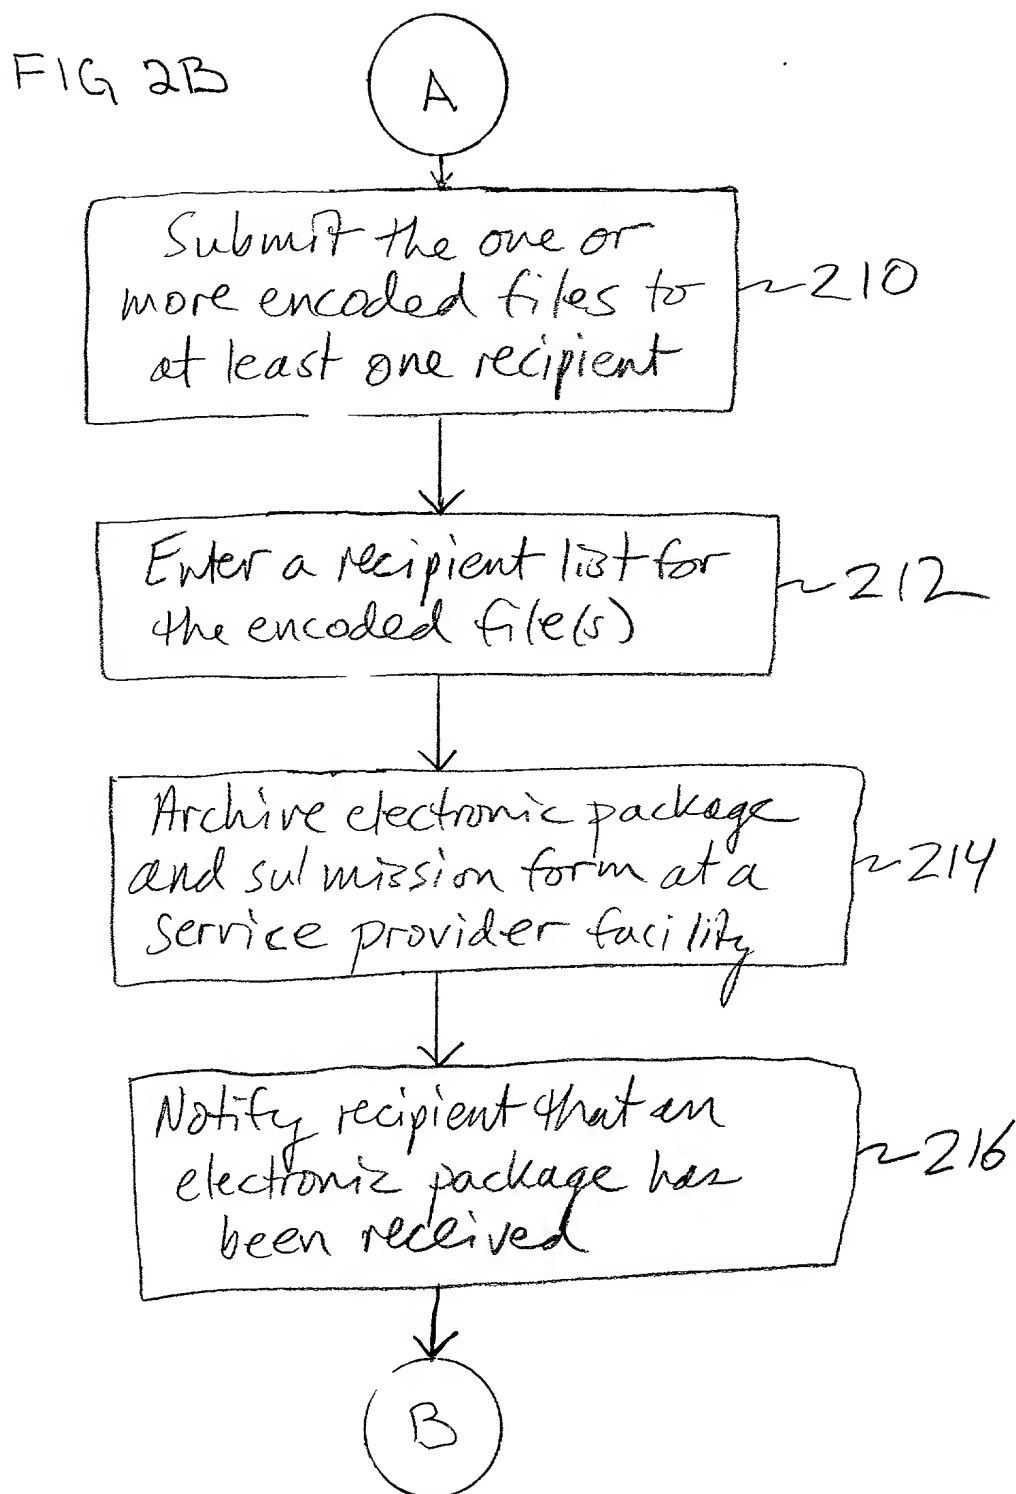 FIG 2B
A
Submit the one or
more encoded files to
at least one recipient
210
Enter a recipient list for
the encoded file(s)
212
Archive electronic package
and submission form at a
service provider facility
214
Notify recipient that an
electronic package has
been received
216
B